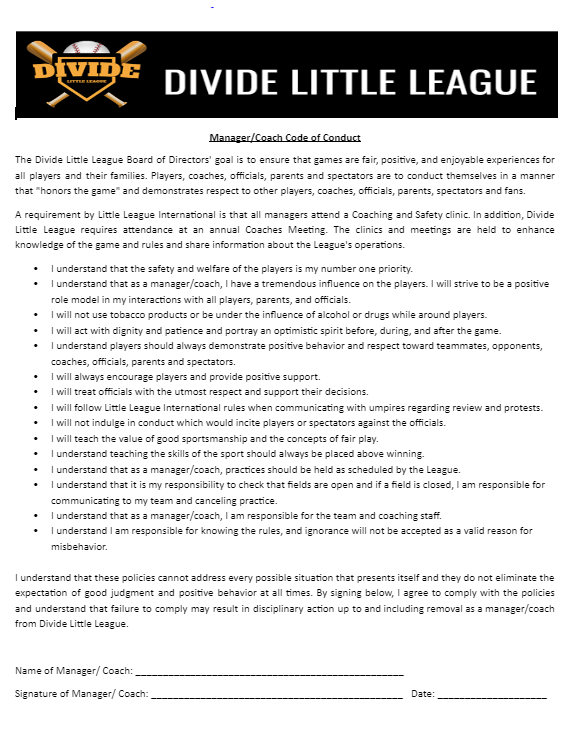 DIVIDE
LITTLE LEAGUE
DIVIDE LITTLE LEAGUE
Manager/Coach Code of Conduct
The Divide Little League Board of Directors' goal is to ensure that games are fair, positive, and enjoyable experiences for
all players and their families. Players, coaches, officials, parents and spectators are to conduct themselves in a manner
that "honors the game" and demonstrates respect to other players, coaches, officials, parents, spectators and fans.
A requirement by Little League International is that all managers attend a Coaching and Safety clinic. In addition, Divide
Little League requires attendance at an annual Coaches Meeting. The clinics and meetings are held to enhance
knowledge of the game and rules and share information about the League's operations.
• I understand that the safety and welfare of the players is my number one priority.
• I understand that as a manager/coach, I have a tremendous influence on the players. I will strive to be a positive
role model in my interactions with all players, parents, and officials.
• I will not use tobacco products or be under the influence of alcohol or drugs while around players.
• I will act with dignity and patience and portray an optimistic spirit before, during, and after the game.
• I understand players should always demonstrate positive behavior and respect toward teammates, opponents,
coaches, officials, parents and spectators.
• I will always encourage players and provide positive support.
• I will treat officials with the utmost respect and support their decisions.
• I will follow Little League International rules when communicating with umpires regarding review and protests.
• I will not indulge in conduct which would incite players or spectators against the officials.
• I will teach the value of good sportsmanship and the concepts of fair play.
• I understand teaching the skills of the sport should always be placed above winning.
• I understand that as a manager/coach, practices should be held as scheduled by the League.
• I understand that it is my responsibility to check that fields are open and if a field is closed, I am responsible for
communicating to my team and canceling practice.
• I understand that as a manager/coach, I am responsible for the team and coaching staff.
• I understand I am responsible for knowing the rules, and ignorance will not be accepted as a valid reason for
misbehavior.
I understand that these policies cannot address every possible situation that presents itself and they do not eliminate the
expectation of good judgment and positive behavior at all times. By signing below, I agree to comply with the policies
and understand that failure to comply may result in disciplinary action up to and including removal as a manager/coach
from Divide Little League.
Name of Manager/ Coach: ________________________________________________
Signature of Manager/ Coach: _____________________________________________ Date: ____________________